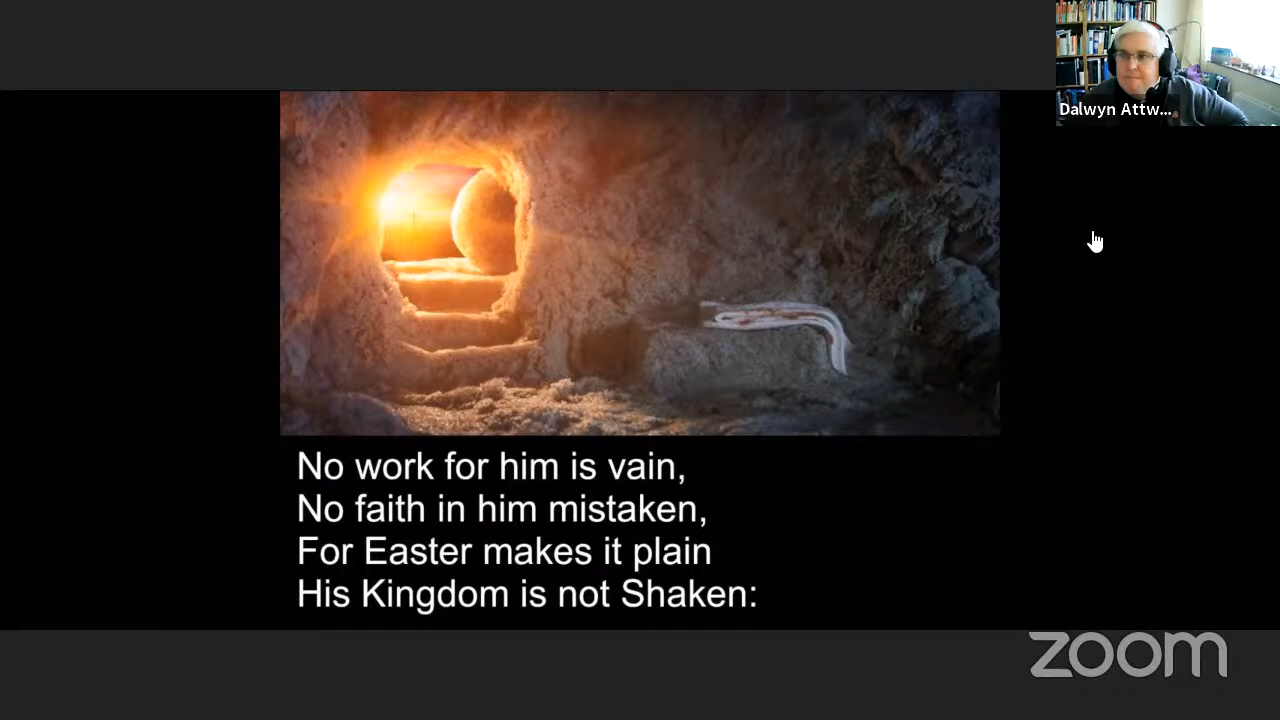 Dalwyn Attw...
No work for him is vain,
No faith in him mistaken,
For Easter makes it plain
His Kingdom is not Shaken:
zoom